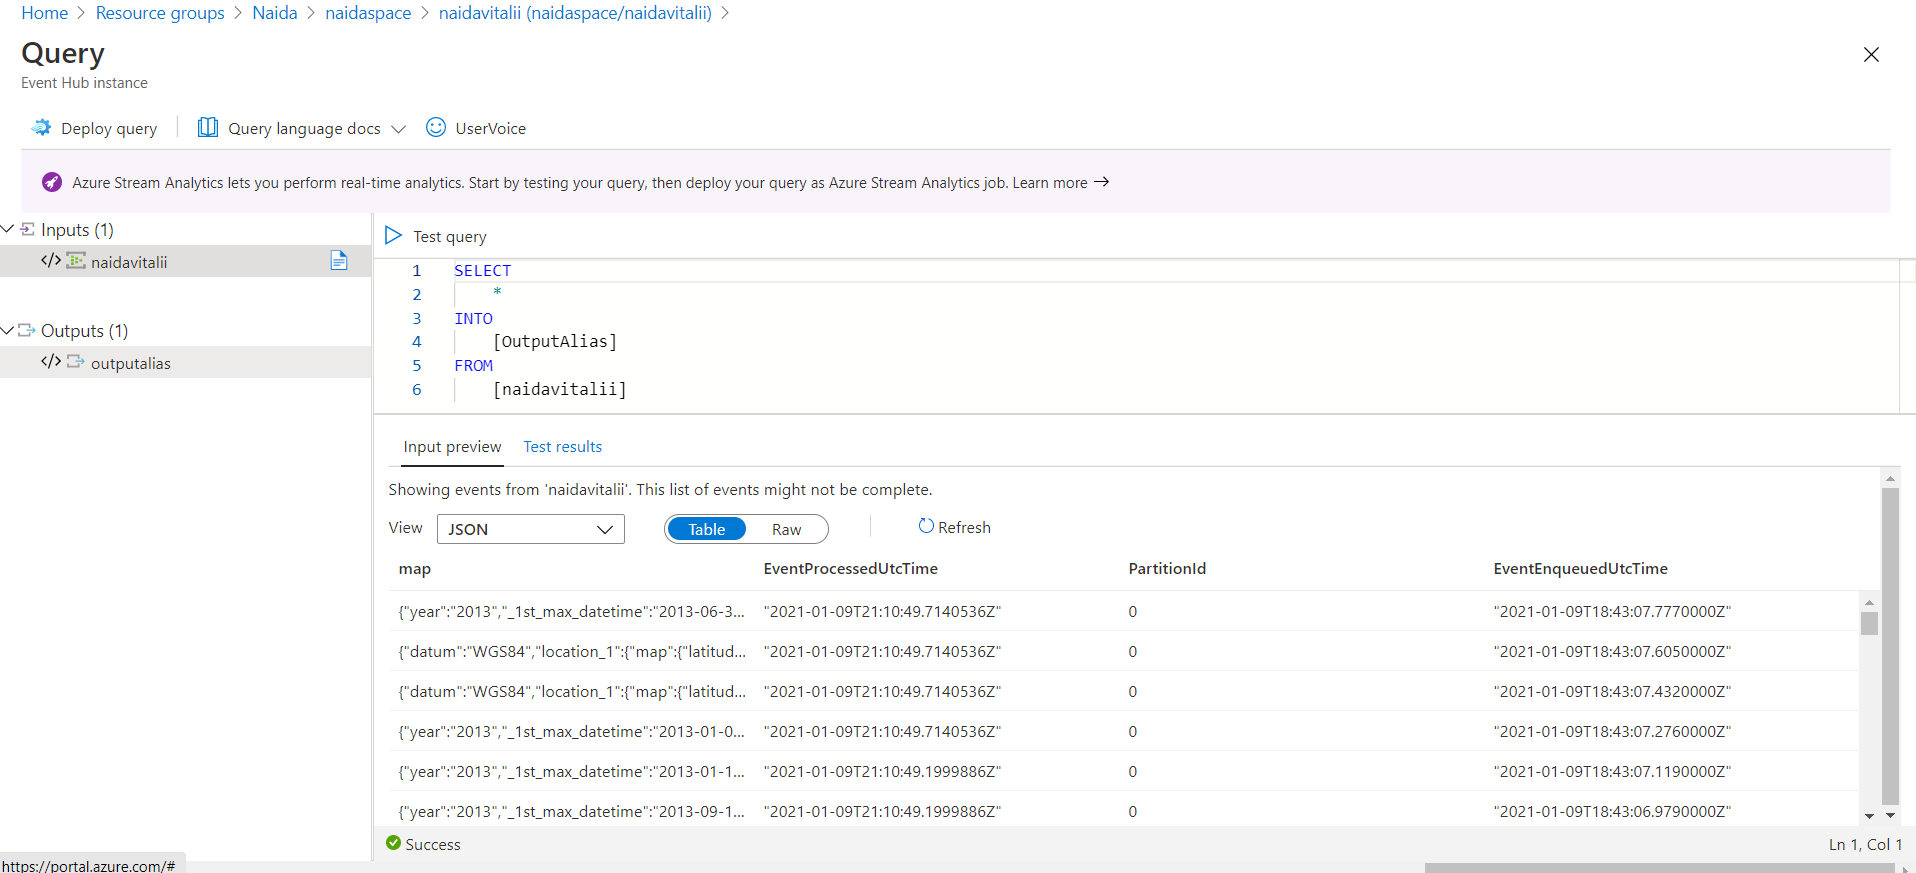 Home > Resource groups > Naida > naidaspace > naidavitalii (naidaspace/naidavitalii) >
Query
Event Hub instance
Deploy query
Query language docs
UserVoice
Azure Stream Analytics lets you perform real-time analytics. Start by testing your query, then deploy your query as Azure Stream Analytics job. Learn more →
Inputs (1)
</> naidavitalii
Outputs (1)
</> outputalias
Test query
1 SELECT
2 *
3 INTO
4 [OutputAlias]
5 FROM
6 [naidavitalii]
Input preview Test results
Showing events from 'naidavitalii'. This list of events might not be complete.
View JSON Table Raw Refresh
map EventProcessedUtcTime PartitionId EventEnqueuedUtcTime
{"year":"2013","_1st_max_datetime":"2013-06-3... "2021-01-09T21:10:49.7140536Z" 0 "2021-01-09T18:43:07.7770000Z"
{"datum":"WGS84","location_1":{"map":{"latitud... "2021-01-09T21:10:49.7140536Z" 0 "2021-01-09T18:43:07.6050000Z"
{"datum":"WGS84","location_1":{"map":{"latitud... "2021-01-09T21:10:49.7140536Z" 0 "2021-01-09T18:43:07.4320000Z"
{"year":"2013","_1st_max_datetime":"2013-01-0... "2021-01-09T21:10:49.7140536Z" 0 "2021-01-09T18:43:07.2760000Z"
{"year":"2013","_1st_max_datetime":"2013-01-1... "2021-01-09T21:10:49.1999886Z" 0 "2021-01-09T18:43:07.1190000Z"
{"year":"2013","_1st_max_datetime":"2013-09-1... "2021-01-09T21:10:49.1999886Z" 0 "2021-01-09T18:43:06.9790000Z"
Success
Ln 1, Col 1
https://portal.azure.com/#